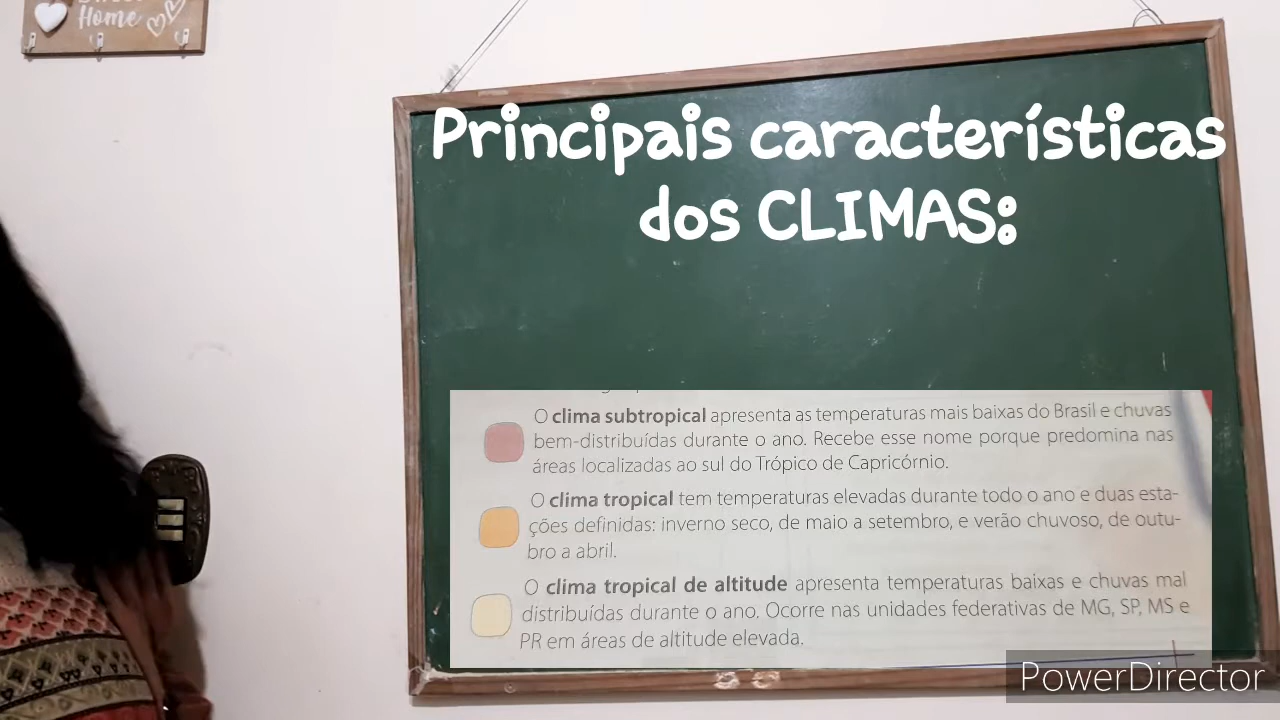 Home
Principais características
dos CLIMAS:
O clima subtropical apresenta as temperaturas mais baixas do Brasil e chuvas
bem-distribuídas durante o ano. Recebe esse nome porque predomina nas
áreas localizadas ao sul do Trópico de Capricórnio.
O clima tropical tem temperaturas elevadas durante todo o ano e duas esta-
ções definidas: inverno seco, de maio a setembro, e verão chuvoso, de outu-
bro a abril.
O clima tropical de altitude apresenta temperaturas baixas e chuvas mal
distribuídas durante o ano. Ocorre nas unidades federativas de MG, SP, MS e
PR em áreas de altitude elevada.
PowerDirector